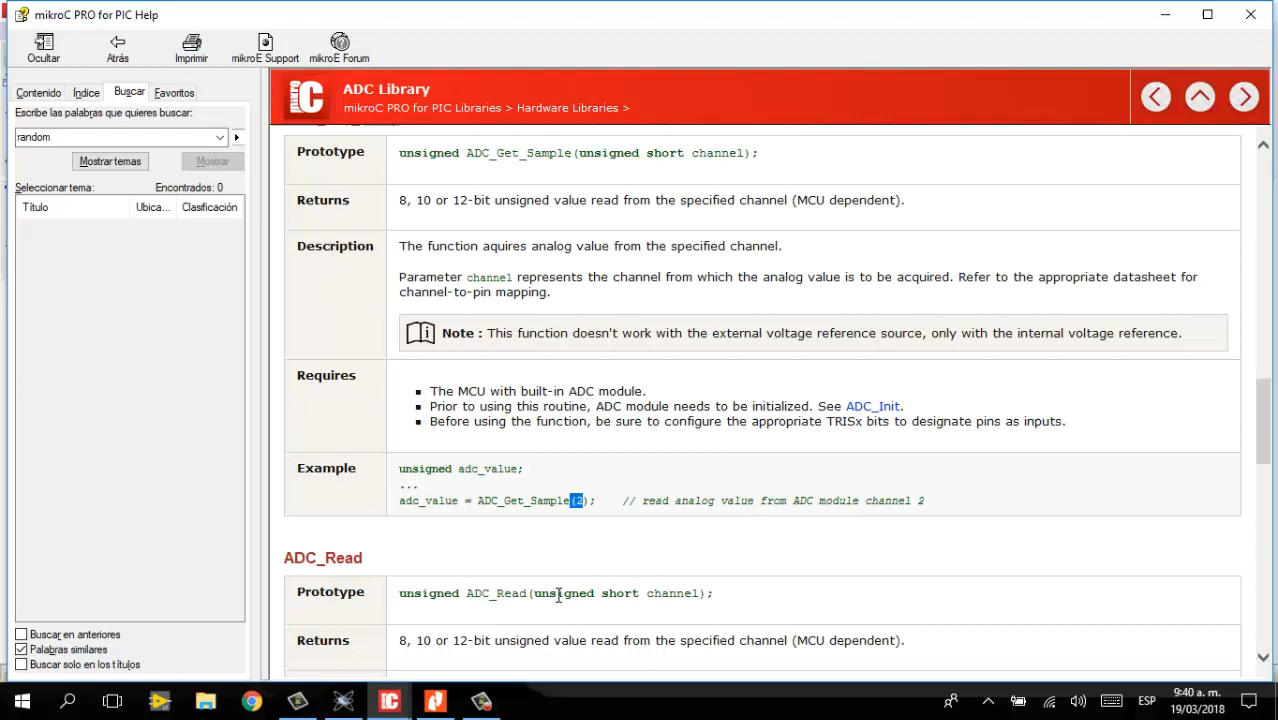 mikroC PRO for PIC Help
Ocultar
Atrás
Imprimir
mikroE Support
mikroE Forum
Contenido
Índice
Buscar
Favoritos
Escribe las palabras que quieres buscar:
random
Mostrar temas
Mostrar
Seleccionar tema:
Encontrados: 0
Título
Ubica...
Clasificación
Buscar en anteriores
Palabras similares
Buscar solo en los títulos
ADC Library
mikroC PRO for PIC Libraries > Hardware Libraries >
Prototype
unsigned ADC_Get_Sample(unsigned short channel);
Returns
8, 10 or 12-bit unsigned value read from the specified channel (MCU dependent).
Description
The function aquires analog value from the specified channel.
Parameter channel represents the channel from which the analog value is to be acquired. Refer to the appropriate datasheet for
channel-to-pin mapping.
Note : This function doesn't work with the external voltage reference source, only with the internal voltage reference.
Requires
The MCU with built-in ADC module.
Prior to using this routine, ADC module needs to be initialized. See ADC_Init.
Before using the function, be sure to configure the appropriate TRISx bits to designate pins as inputs.
Example
unsigned adc_value;
...
adc_value = ADC_Get_Sample(2);    // read analog value from ADC module channel 2
ADC_Read
Prototype
unsigned ADC_Read(unsigned short channel);
Returns
8, 10 or 12-bit unsigned value read from the specified channel (MCU dependent).
ESP
9:40 a. m.
19/03/2018